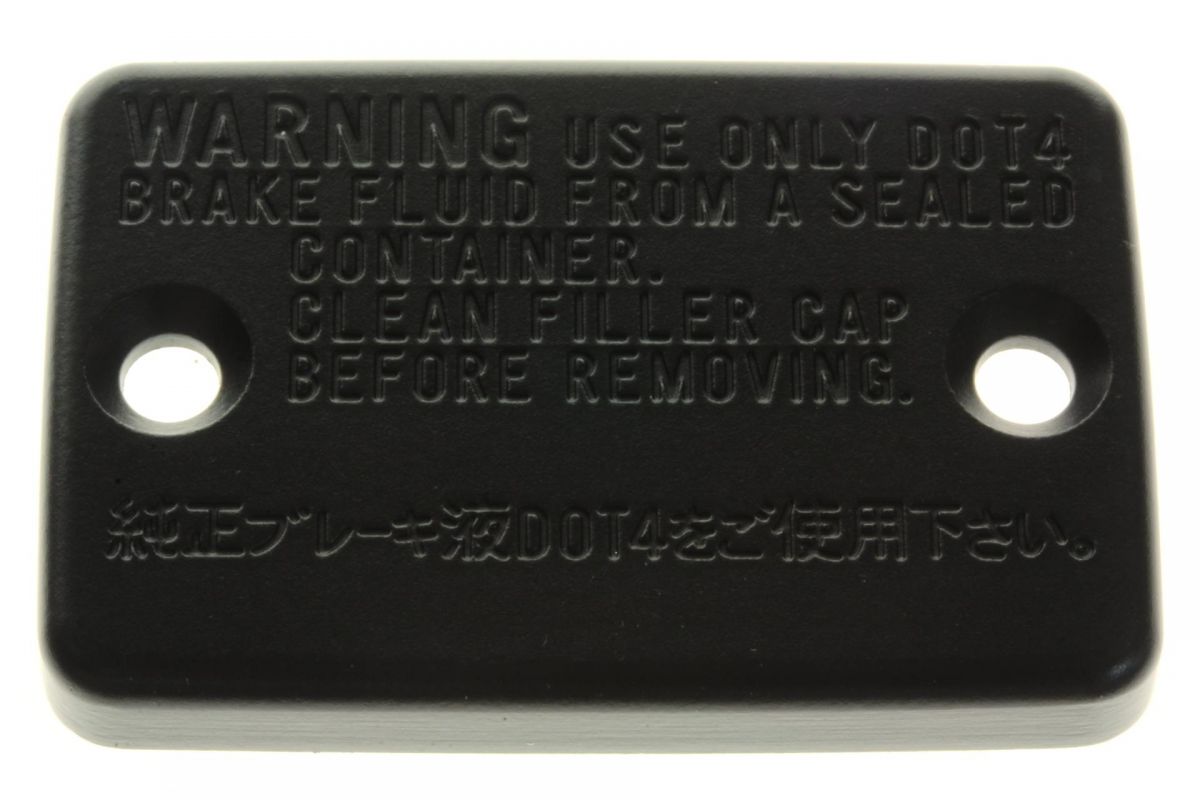 WARNING USE ONLY DOT4
BRAKE FLUID FROM A SEALED
CONTAINER.
CLEAN FILLER CAP
BEFORE REMOVING.
純正ブレーキ液DOT4をご使用下さい。